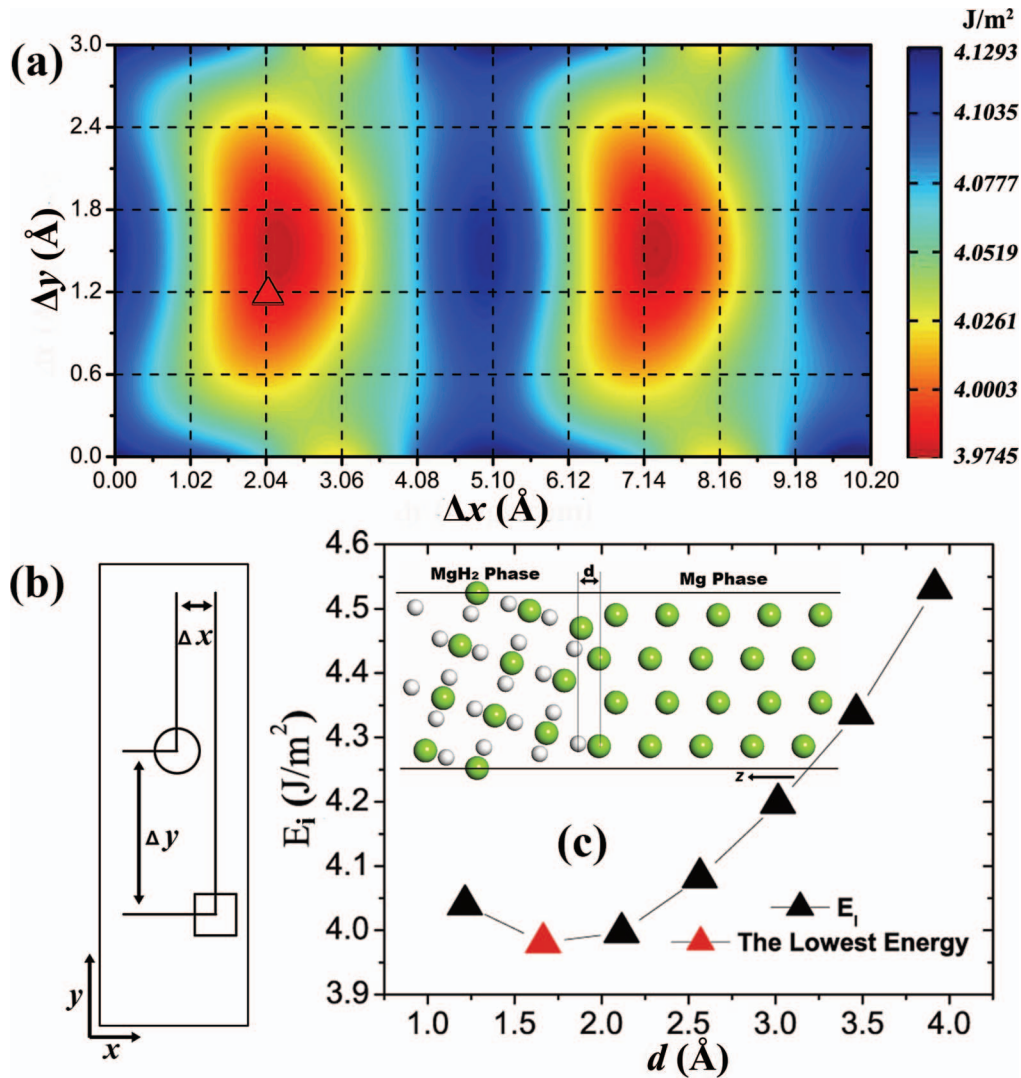 (a)
J/m²
3.0
2.4
1.8
1.2
0.6
0.0
Δy (Å)
0.00 1.02 2.04 3.06 4.08 5.10 6.12 7.14 8.16 9.18 10.20
Δx (Å)
4.1293
4.1035
4.0777
4.0519
4.0261
4.0003
3.9745
(b)
Δx
Δy
y
x
4.6
4.5
4.4
4.3
4.2
4.1
4.0
3.9
Eᵢ (J/m²)
MgH₂ Phase d Mg Phase
z
(c)
E_I
The Lowest Energy
1.0 1.5 2.0 2.5 3.0 3.5 4.0
d (Å)